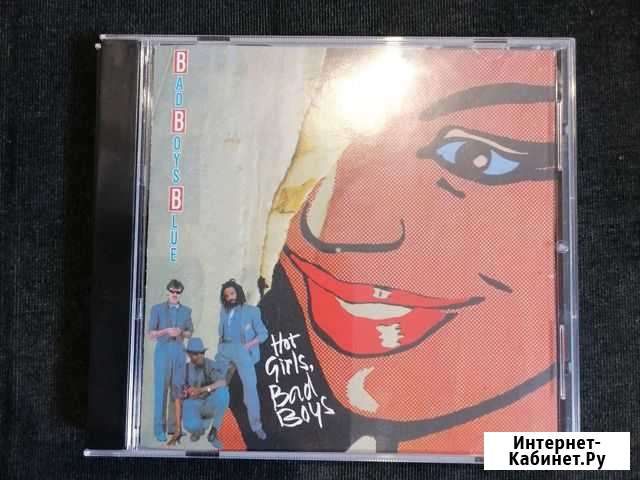 BAD BOYS BLUE
Hot
Girls,
Bad
Boys
Интернет-
Кабинет.Ру